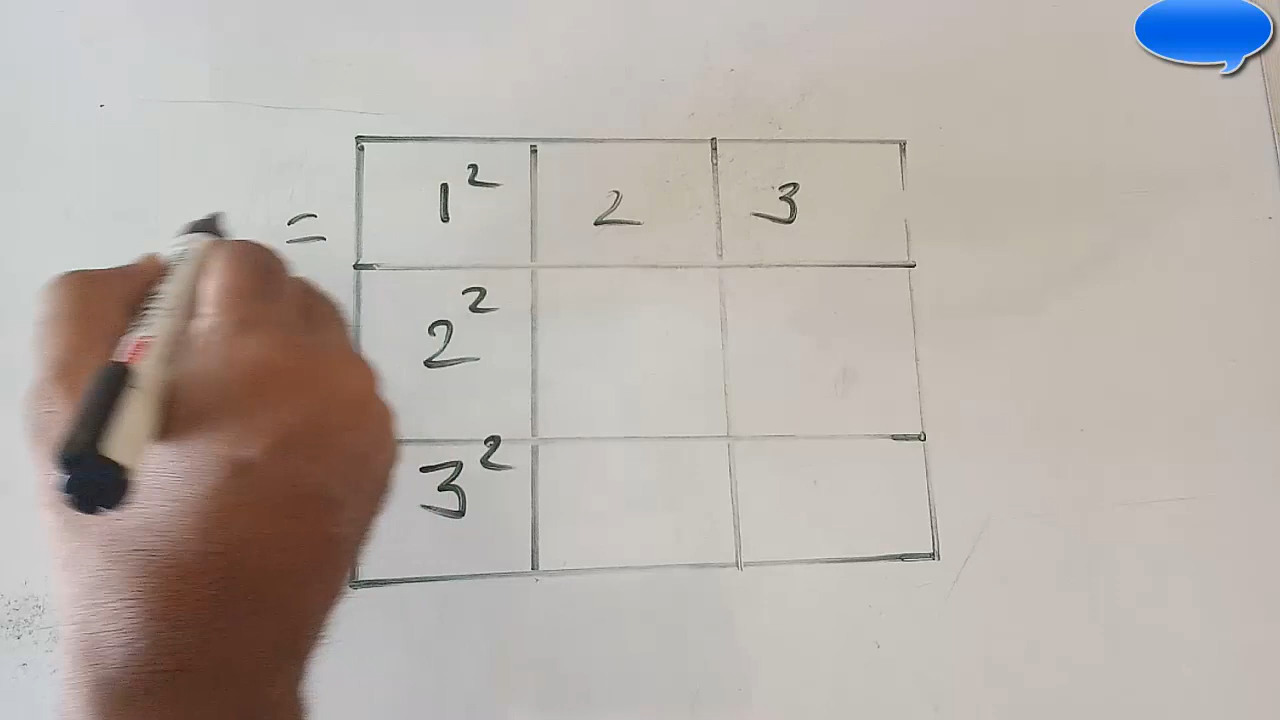 = 1² 2 3
2²
3²